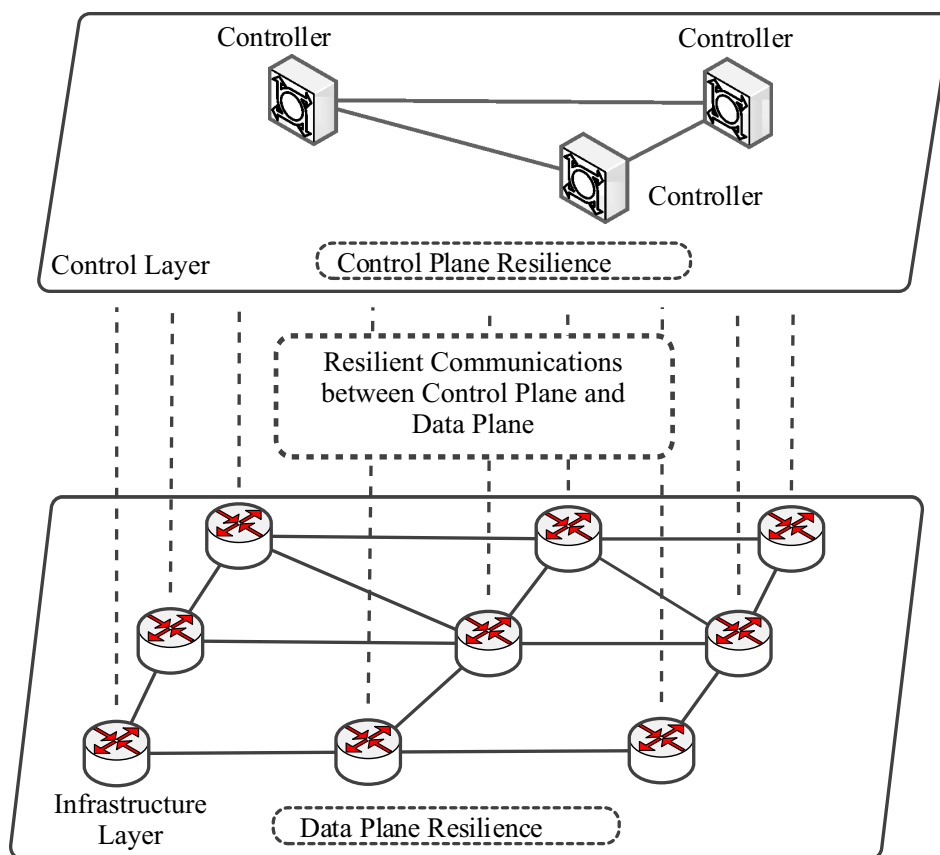 Controller
Controller
Controller
Control Layer
Control Plane Resilience
Resilient Communications
between Control Plane and
Data Plane
Infrastructure
Layer
Data Plane Resilience